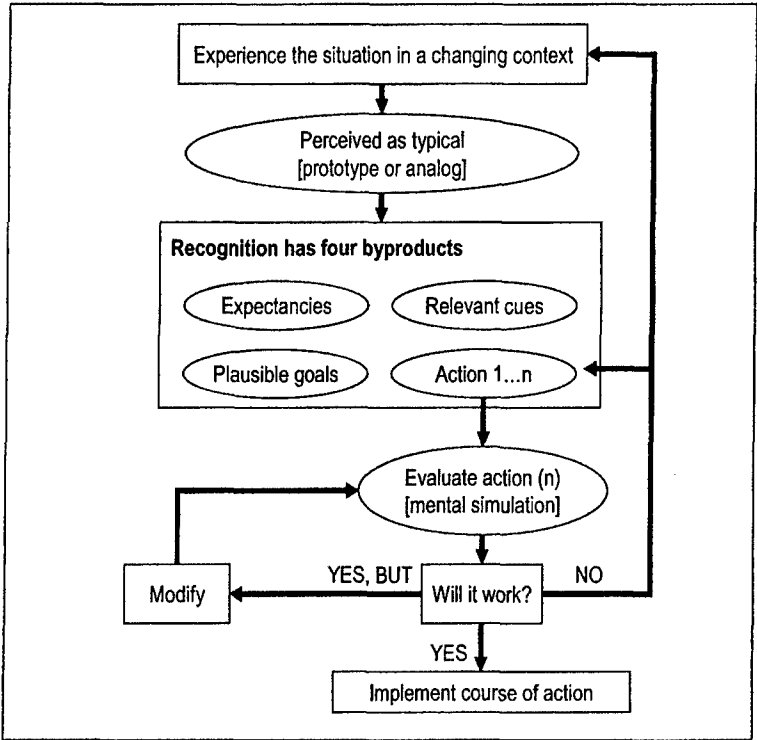 Experience the situation in a changing context
Perceived as typical
[prototype or analog]
Recognition has four byproducts
Expectancies
Relevant cues
Plausible goals
Action 1...n
Evaluate action (n)
[mental simulation]
YES, BUT
NO
Modify
Will it work?
YES
Implement course of action